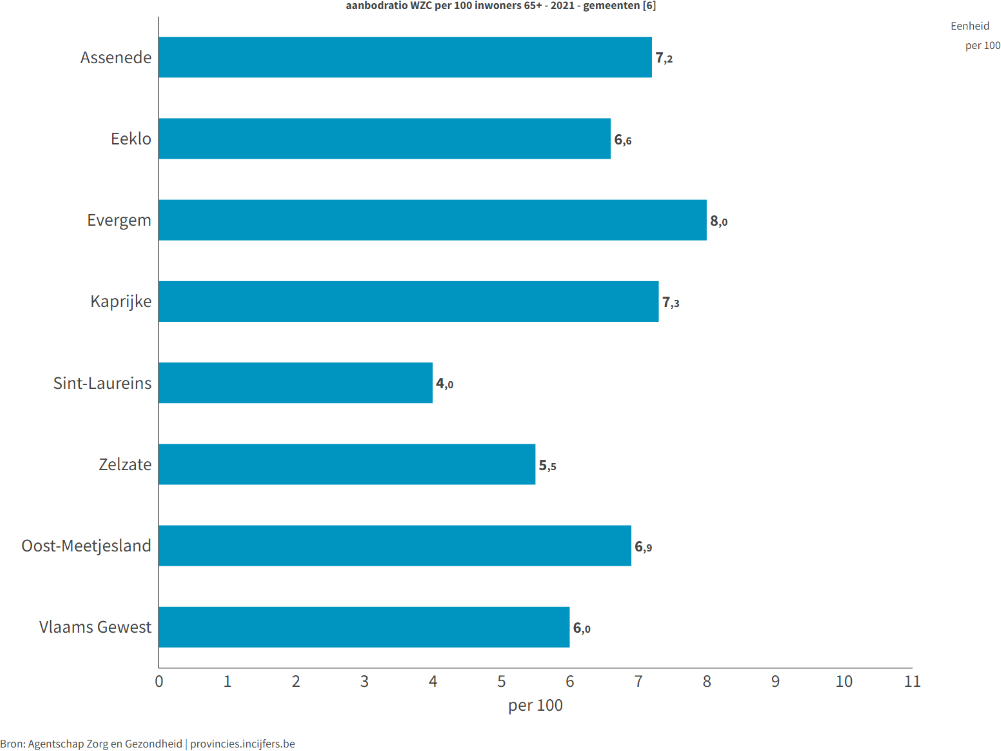 aanbodratio WZC per 100 inwoners 65+ - 2021 - gemeenten [6]
Eenheid
per 100
Assenede 7,2
Eeklo 6,6
Evergem 8,0
Kaprijke 7,3
Sint-Laureins 4,0
Zelzate 5,5
Oost-Meetjesland 6,9
Vlaams Gewest 6,0
0 1 2 3 4 5 6 7 8 9 10 11
per 100
Bron: Agentschap Zorg en Gezondheid | provincies.incijfers.be